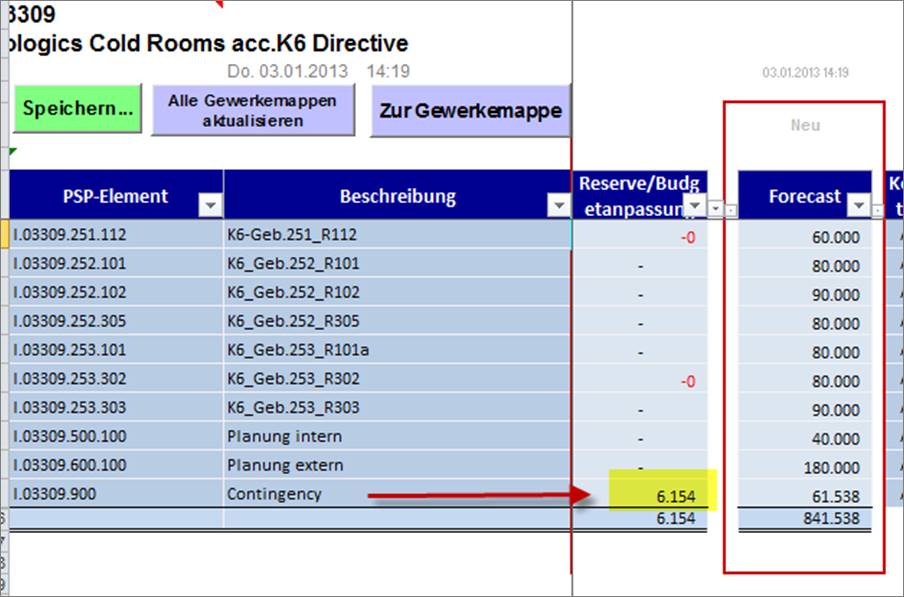 3309
ologics Cold Rooms acc.K6 Directive
Do. 03.01.2013 14:19
03.01.2013 14:19
Speichern...
Alle Gewerkemappen
aktualisieren
Zur Gewerkemappe
Neu
PSP-Element Beschreibung Reserve/Budg
etanpassung Forecast
I.03309.251.112 K6-Geb.251_R112 -0 60.000
I.03309.252.101 K6_Geb.252_R101 - 80.000
I.03309.252.102 K6_Geb.252_R102 - 90.000
I.03309.252.305 K6_Geb.252_R305 - 80.000
I.03309.253.101 K6_Geb.253_R101a - 80.000
I.03309.253.302 K6_Geb.253_R302 -0 80.000
I.03309.253.303 K6_Geb.253_R303 - 90.000
I.03309.500.100 Planung intern - 40.000
I.03309.600.100 Planung extern - 180.000
I.03309.900 Contingency 6.154 61.538
6.154 841.538